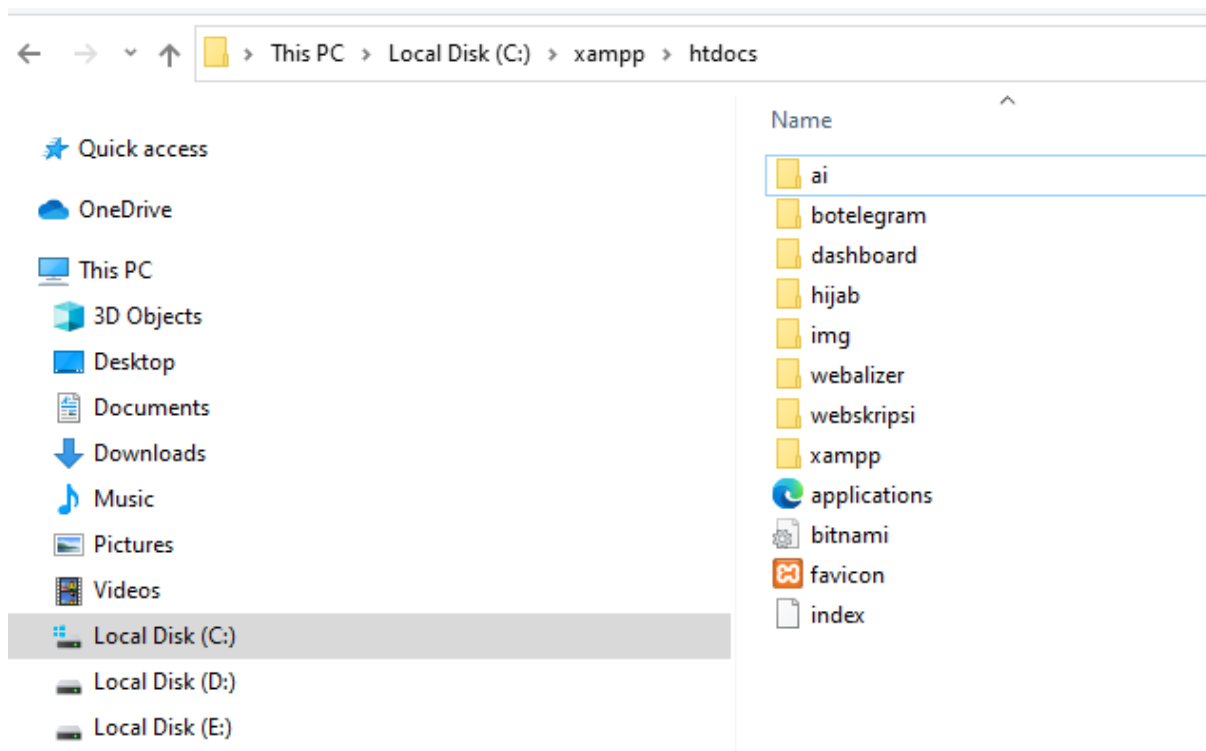 This PC > Local Disk (C:) > xampp > htdocs
Quick access
OneDrive
This PC
3D Objects
Desktop
Documents
Downloads
Music
Pictures
Videos
Local Disk (C:)
Local Disk (D:)
Local Disk (E:)
Name
ai
botelegram
dashboard
hijab
img
webalizer
webskripsi
xampp
applications
bitnami
favicon
index